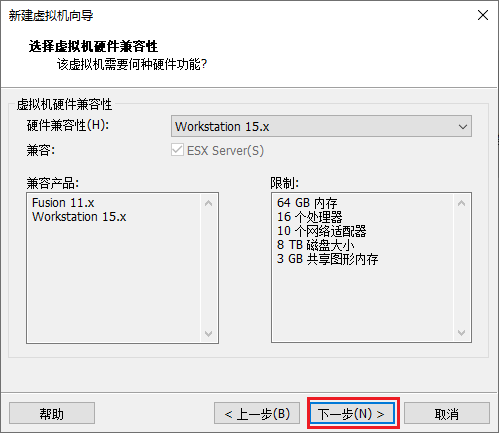 新建虚拟机向导
选择虚拟机硬件兼容性
该虚拟机需要何种硬件功能?
虚拟机硬件兼容性
硬件兼容性(H):
Workstation 15.x
兼容:
ESX Server(S)
兼容产品:
Fusion 11.x
Workstation 15.x
限制:
64 GB 内存
16 个处理器
10 个网络适配器
8 TB 磁盘大小
3 GB 共享图形内存
帮助
< 上一步(B)
下一步(N) >
取消